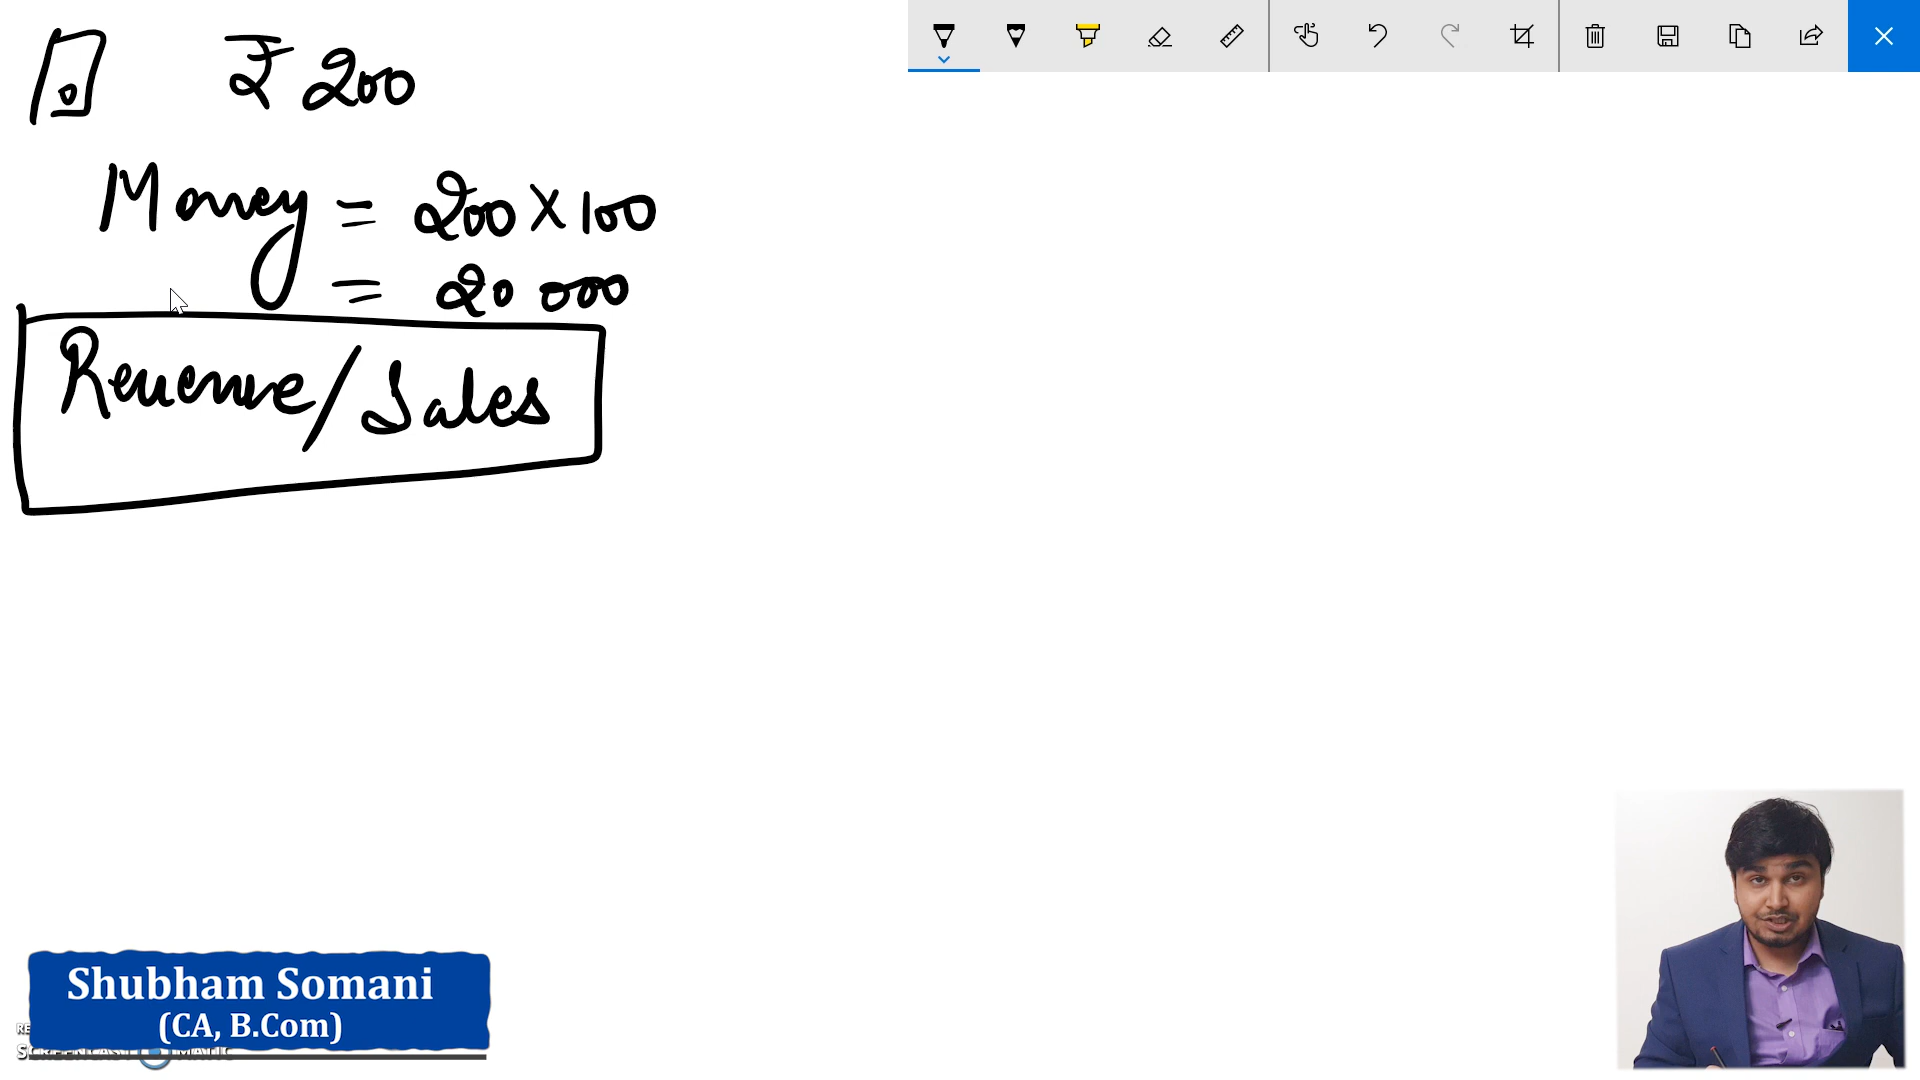 ₹ 200
Money = 200 × 100
= 20 000
Revenue/Sales
Shubham Somani
(CA, B.Com)